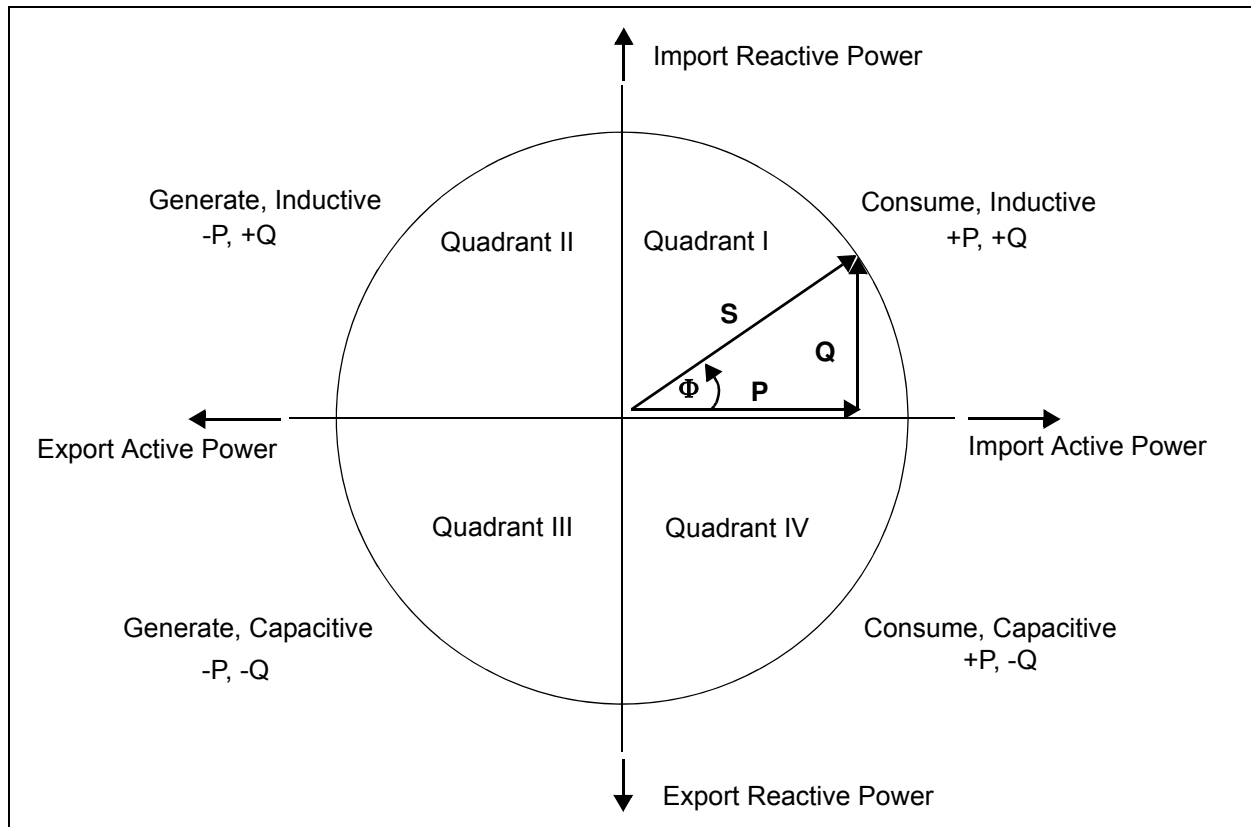 Import Reactive Power
Generate, Inductive
-P, +Q
Consume, Inductive
+P, +Q
Quadrant II
Quadrant I
S
Q
Φ
P
Export Active Power
Import Active Power
Quadrant III
Quadrant IV
Generate, Capacitive
-P, -Q
Consume, Capacitive
+P, -Q
Export Reactive Power